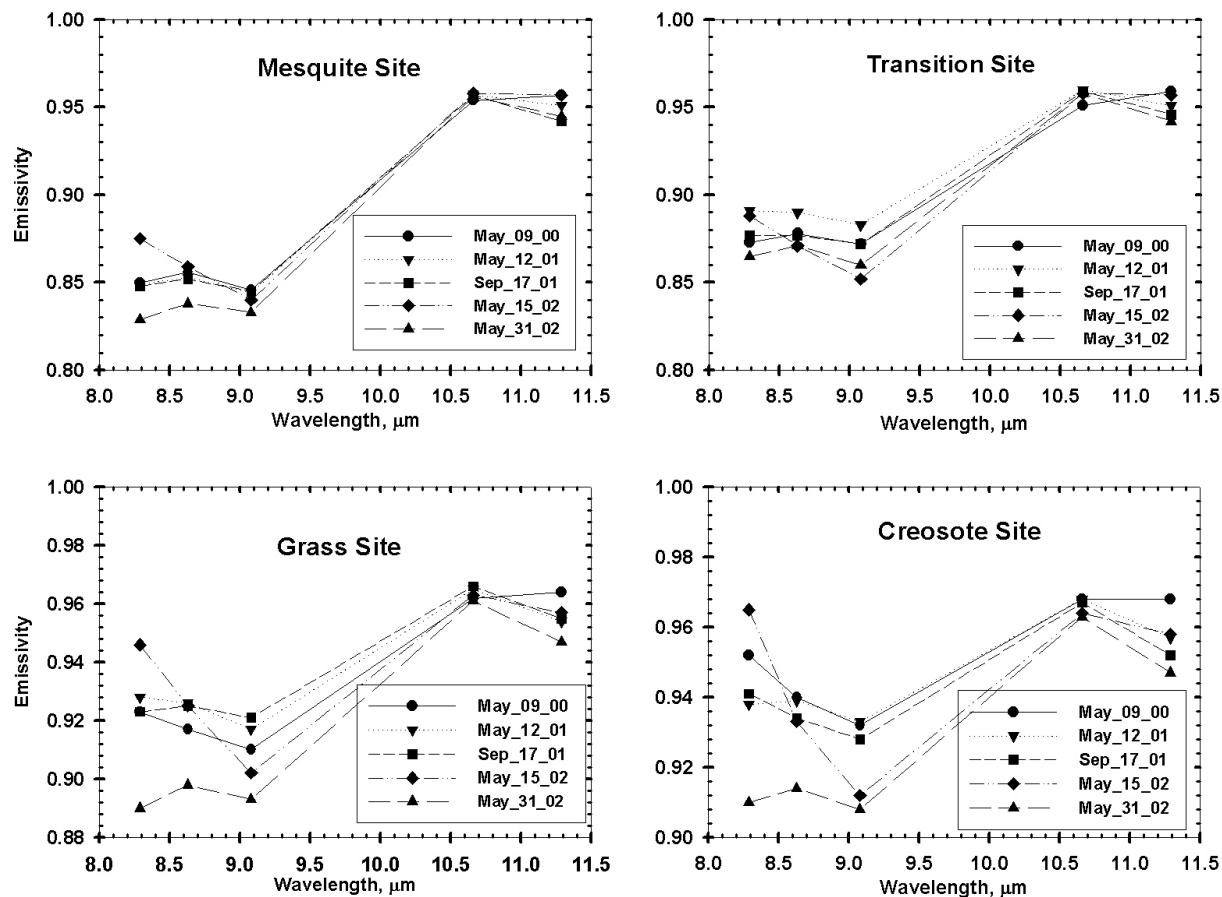 Mesquite Site
Emissivity
1.00
0.95
0.90
0.85
0.80
May_09_00
May_12_01
Sep_17_01
May_15_02
May_31_02
8.0 8.5 9.0 9.5 10.0 10.5 11.0 11.5
Wavelength, μm
Transition Site
1.00
0.95
0.90
0.85
0.80
May_09_00
May_12_01
Sep_17_01
May_15_02
May_31_02
8.0 8.5 9.0 9.5 10.0 10.5 11.0 11.5
Wavelength, μm
Grass Site
Emissivity
1.00
0.98
0.96
0.94
0.92
0.90
0.88
May_09_00
May_12_01
Sep_17_01
May_15_02
May_31_02
8.0 8.5 9.0 9.5 10.0 10.5 11.0 11.5
Wavelength, μm
Creosote Site
1.00
0.98
0.96
0.94
0.92
0.90
May_09_00
May_12_01
Sep_17_01
May_15_02
May_31_02
8.0 8.5 9.0 9.5 10.0 10.5 11.0 11.5
Wavelength, μm